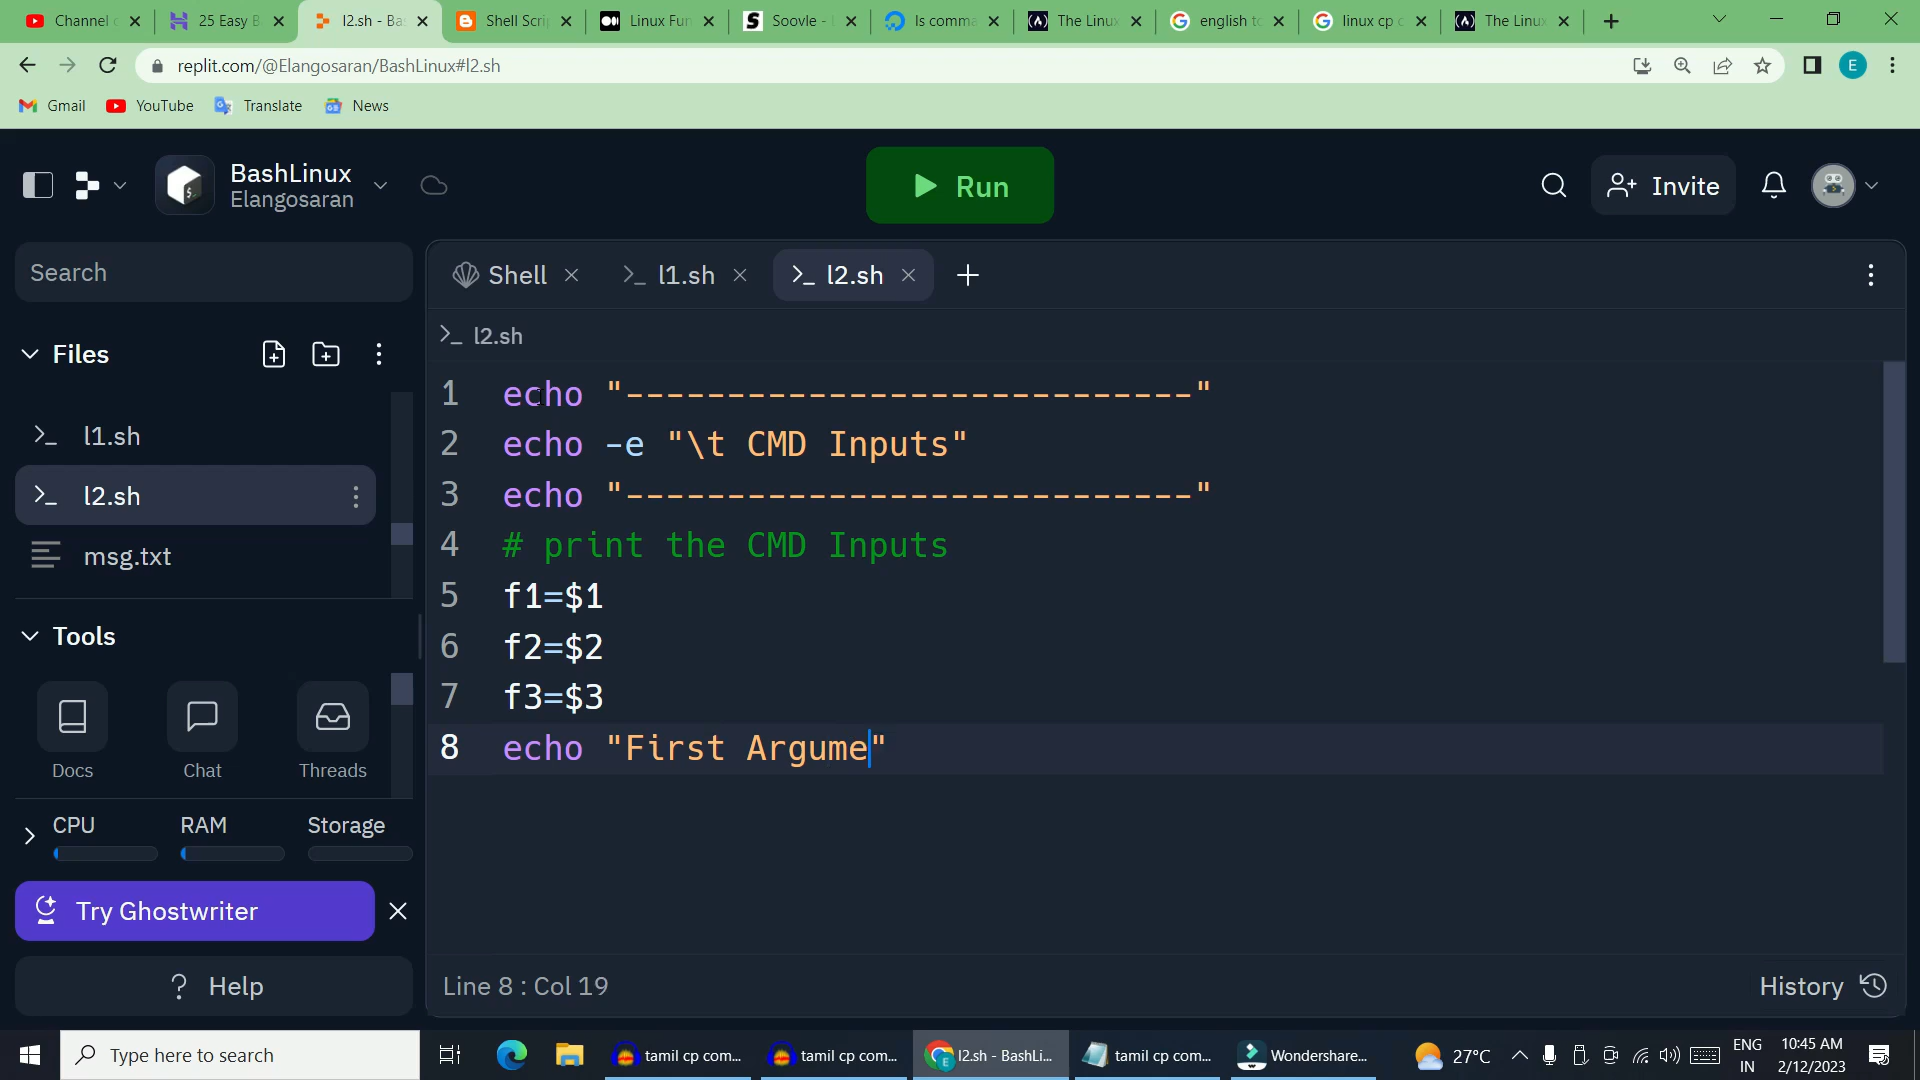 Channel c
25 Easy B
l2.sh - Bas
Shell Scri
Linux Fun
Soovle -
Is comma
The Linu
english to
linux cp c
The Linu
replit.com/@Elangosaran/BashLinux#l2.sh
E
Gmail
YouTube
Translate
News
BashLinux
Elangosaran
Run
Invite
Search
Shell
>_ l1.sh
>_ l2.sh
>_ l2.sh
Files
>_ l1.sh
>_ l2.sh
msg.txt
Tools
Docs
Chat
Threads
CPU
RAM
Storage
Try Ghostwriter
? Help
1 echo "----------------------------"
2 echo -e "\t CMD Inputs"
3 echo "----------------------------"
4 # print the CMD Inputs
5 f1=$1
6 f2=$2
7 f3=$3
8 echo "First Argume"
Line 8 : Col 19
History
Type here to search
tamil cp com...
tamil cp com...
l2.sh - BashLi...
tamil cp com...
Wondershare...
27°C
ENG
IN
10:45 AM
2/12/2023